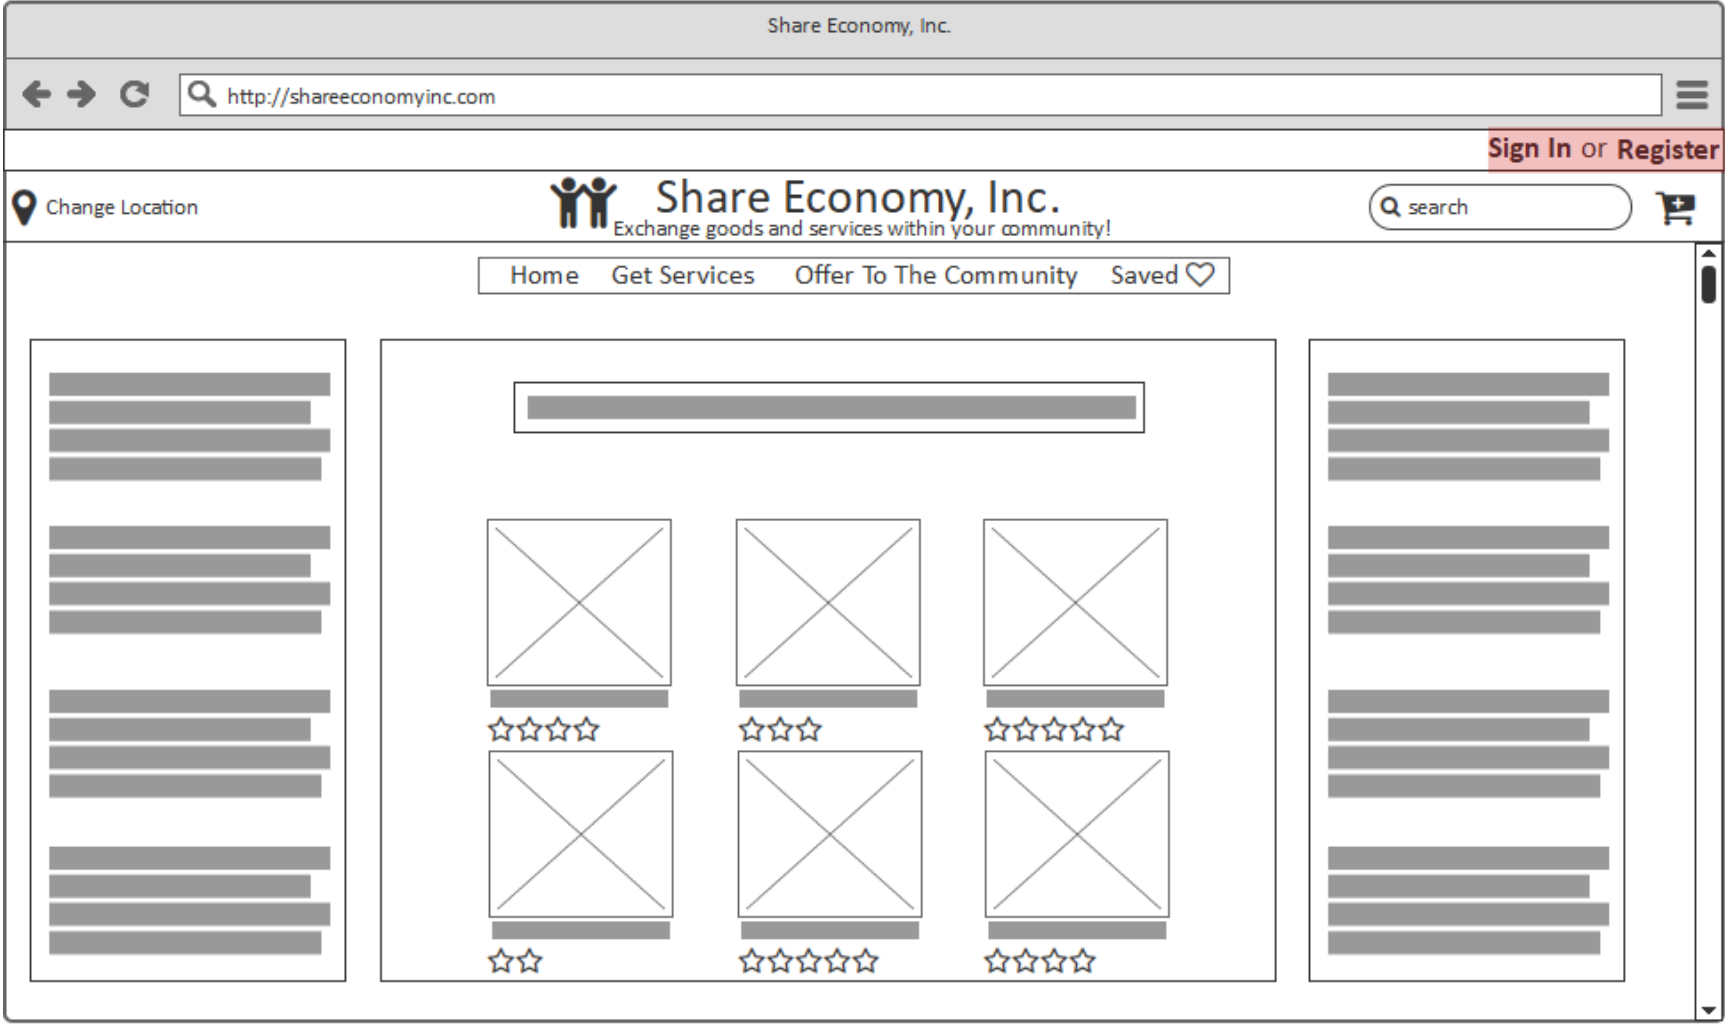 Share Economy, Inc.
http://shareeconomyinc.com
Sign In or Register
Change Location
Share Economy, Inc.
Exchange goods and services within your community!
search
Home Get Services Offer To The Community Saved